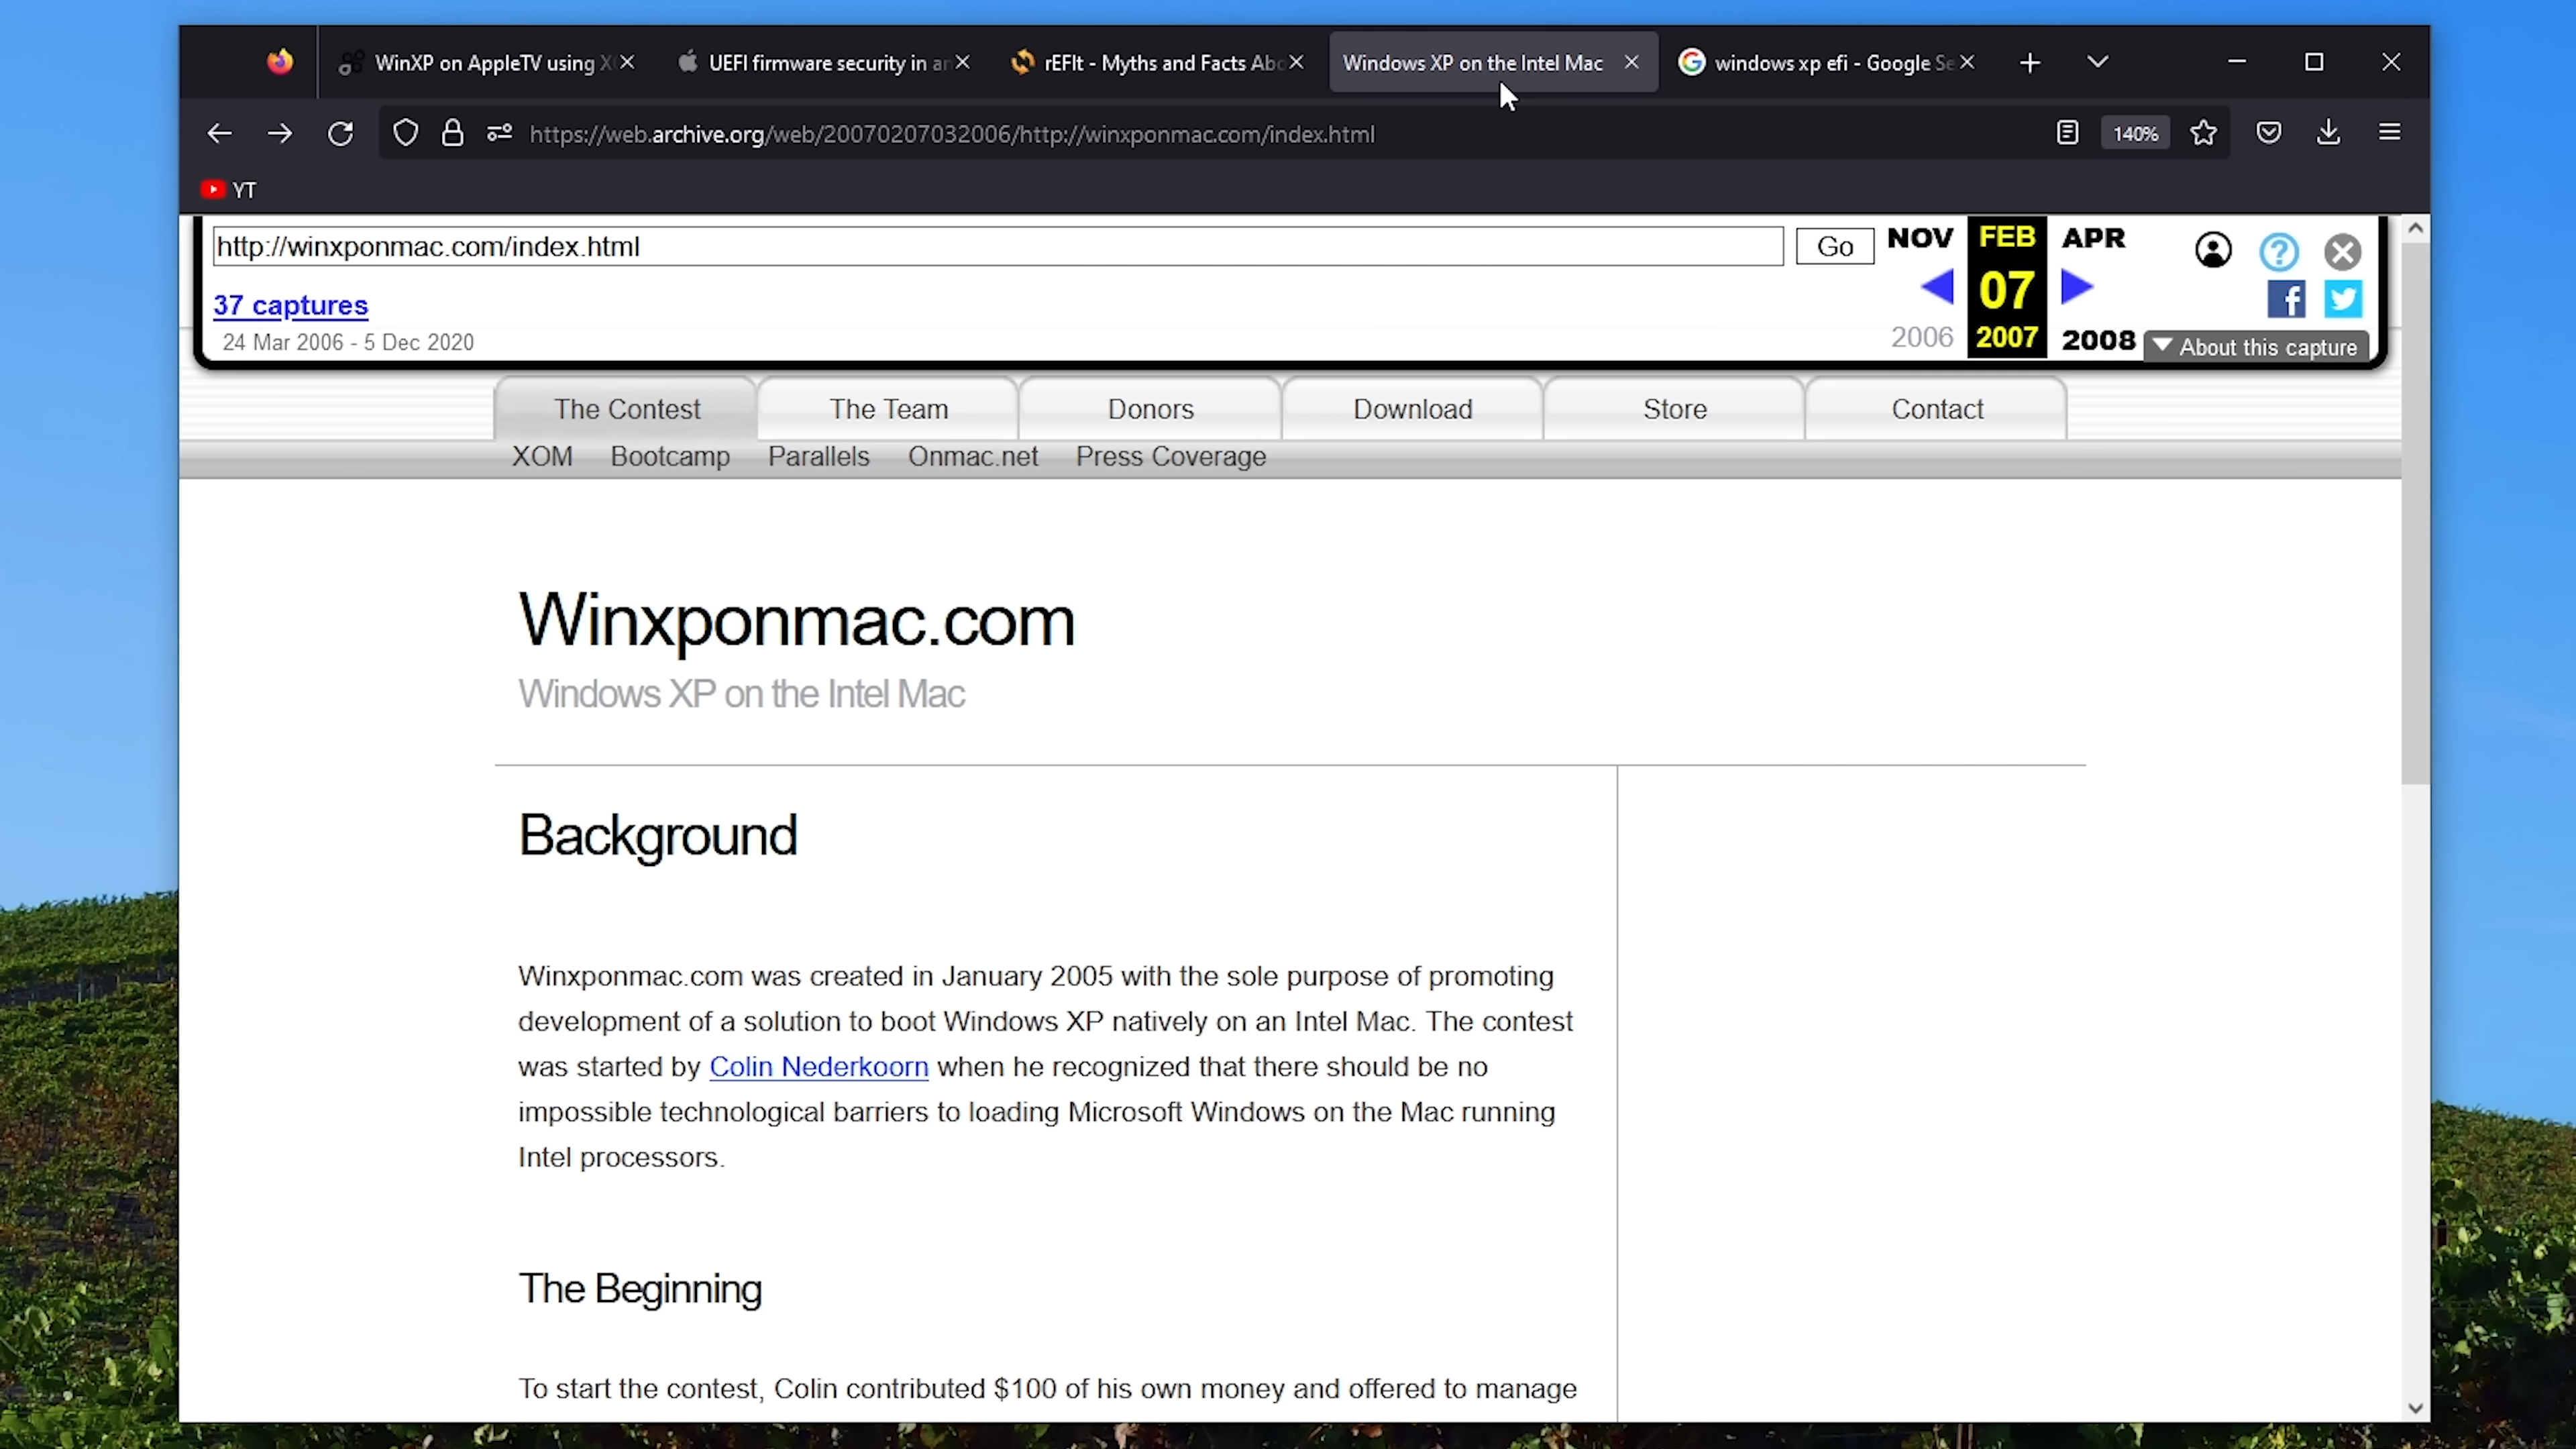 WinXP on AppleTV using X
UEFI firmware security in an
rEFIt - Myths and Facts Abo
Windows XP on the Intel Mac
windows xp efi - Google Se
https://web.archive.org/web/20070207032006/http://winxponmac.com/index.html
140%
YT
http://winxponmac.com/index.html
Go
NOV
FEB
APR
37 captures
07
24 Mar 2006 - 5 Dec 2020
2006
2007
2008
About this capture
The Contest
The Team
Donors
Download
Store
Contact
XOM
Bootcamp
Parallels
Onmac.net
Press Coverage
Winxponmac.com
Windows XP on the Intel Mac
Background
Winxponmac.com was created in January 2005 with the sole purpose of promoting
development of a solution to boot Windows XP natively on an Intel Mac. The contest
was started by Colin Nederkoorn when he recognized that there should be no
impossible technological barriers to loading Microsoft Windows on the Mac running
Intel processors.
The Beginning
To start the contest, Colin contributed $100 of his own money and offered to manage